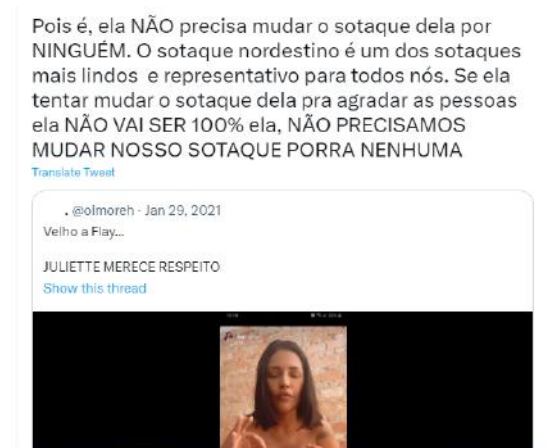 Pois é, ela NÃO precisa mudar o sotaque dela por
NINGUÉM. O sotaque nordestino é um dos sotaques
mais lindos e representativo para todos nós. Se ela
tentar mudar o sotaque dela pra agradar as pessoas
ela NÃO VAI SER 100% ela, NÃO PRECISAMOS
MUDAR NOSSO SOTAQUE PORRA NENHUMA
Translate Tweet
. @olmoreh · Jan 29, 2021
Velho a Flay...
JULIETTE MERECE RESPEITO
Show this thread